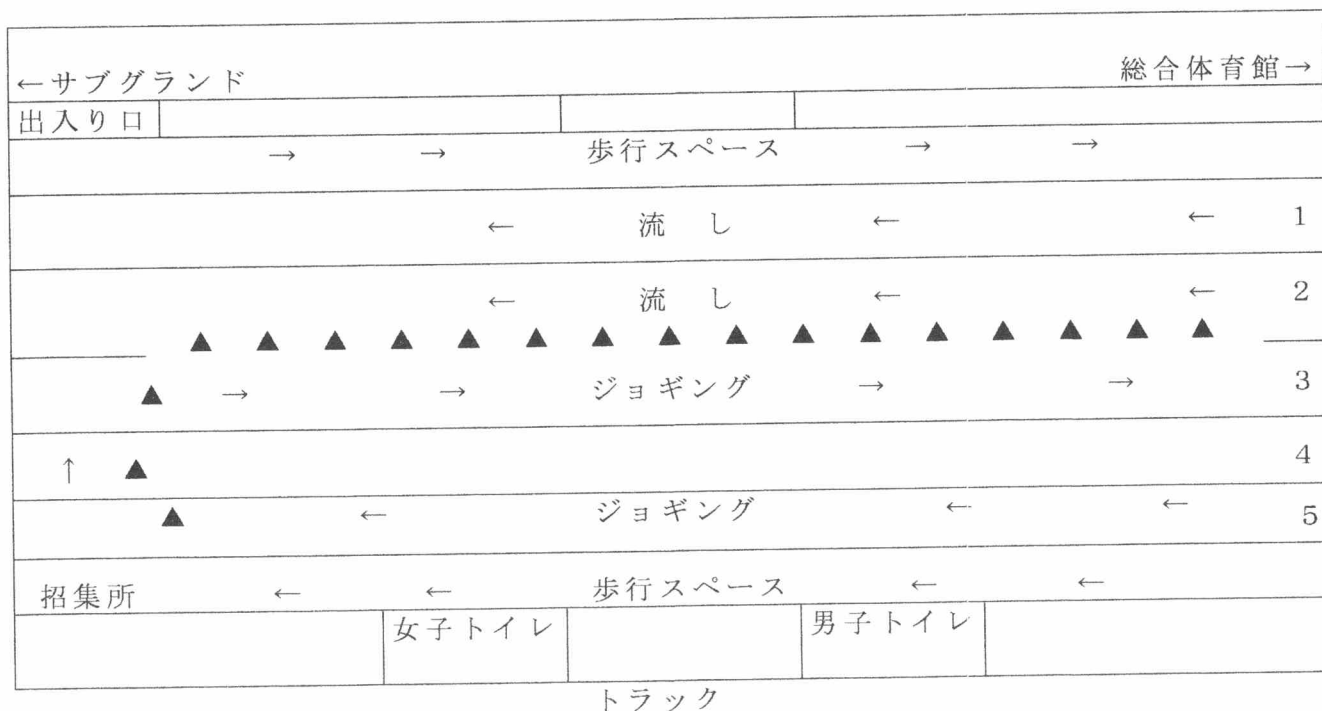 ←サブグランド 総合体育館→
出入り口
→ → 歩行スペース → →
← 流し ← ← 1
← 流し ← ← 2
▲ ▲ ▲ ▲ ▲ ▲ ▲ ▲ ▲ ▲ ▲ ▲ ▲ ▲ ▲ ▲
▲ → → ジョギング → → 3
↑ ▲ 4
▲ ← ジョギング ← ← 5
招集所 ← ← 歩行スペース ← ←
女子トイレ 男子トイレ
トラック